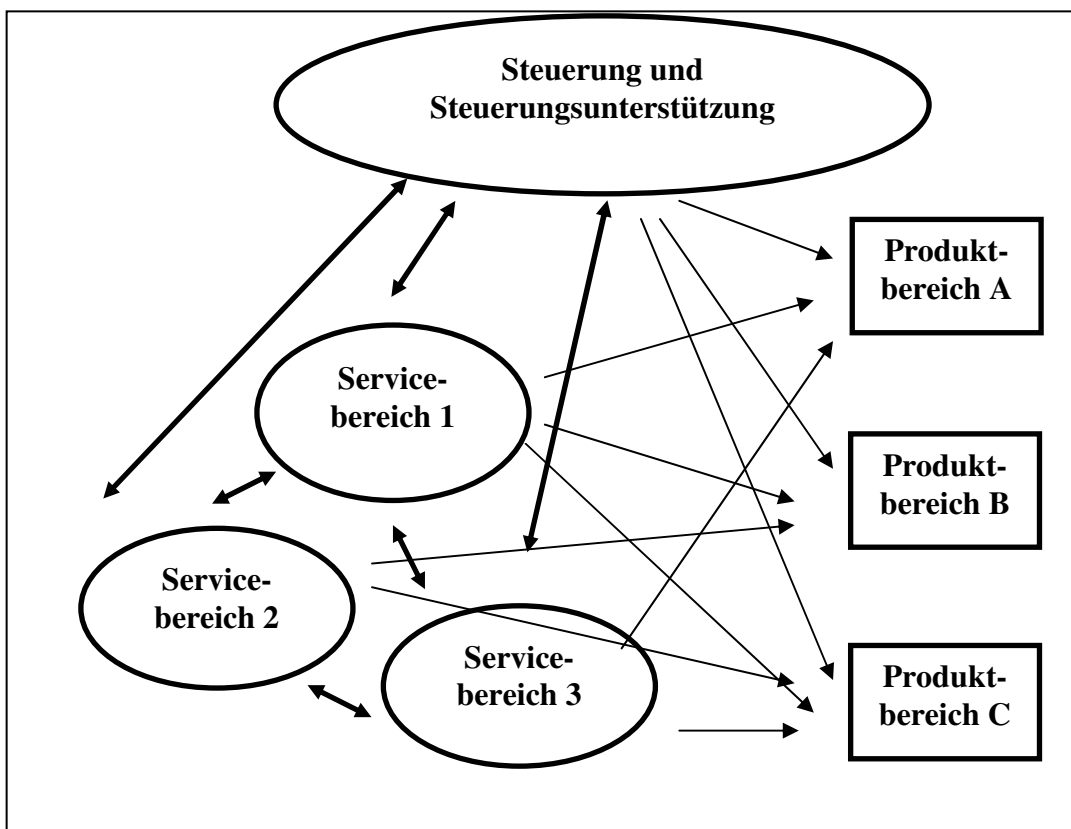 Steuerung und
Steuerungsunterstützung
Produkt-
bereich A
Service-
bereich 1
Produkt-
bereich B
Service-
bereich 2
Service-
bereich 3
Produkt-
bereich C